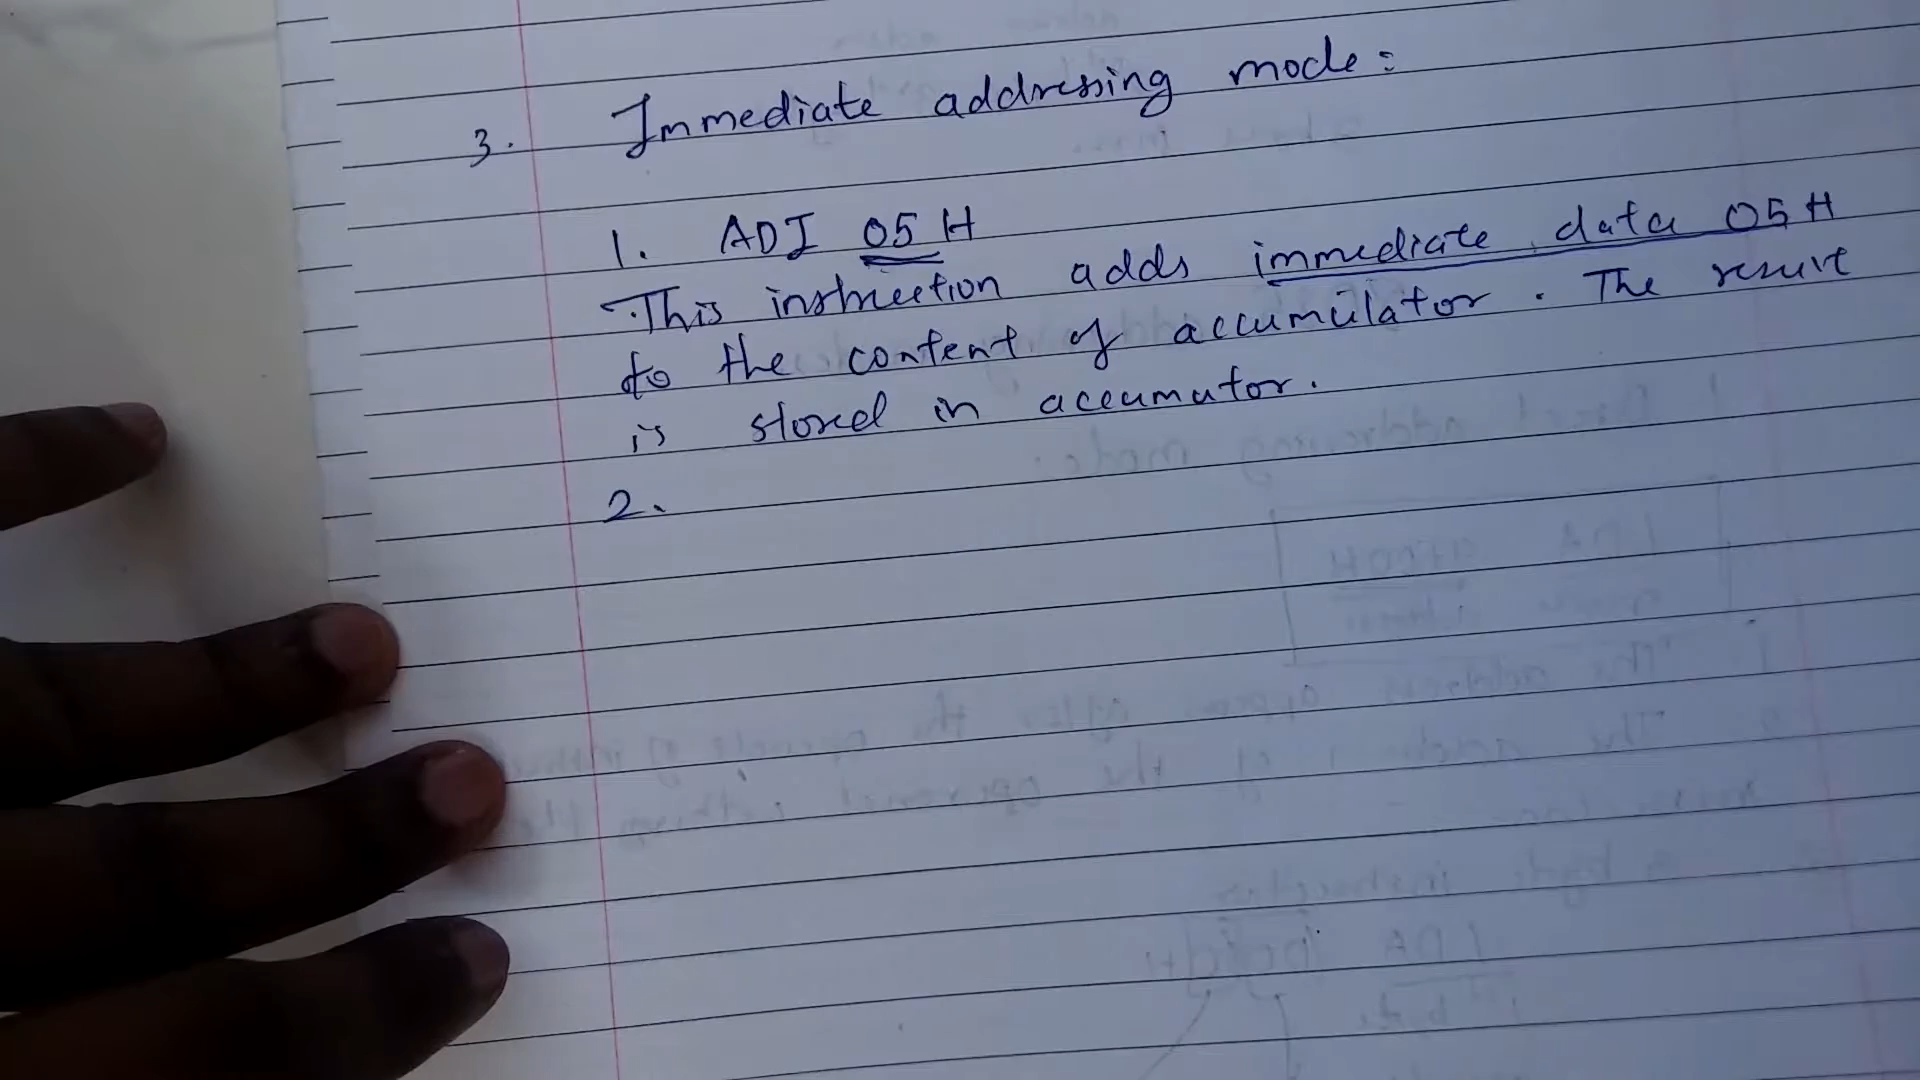 3. Immediate addressing mode:
1. ADI 05 H
This instruction adds immediate data 05 H
to the content of accumulator. The result
is stored in accumutor.
2.